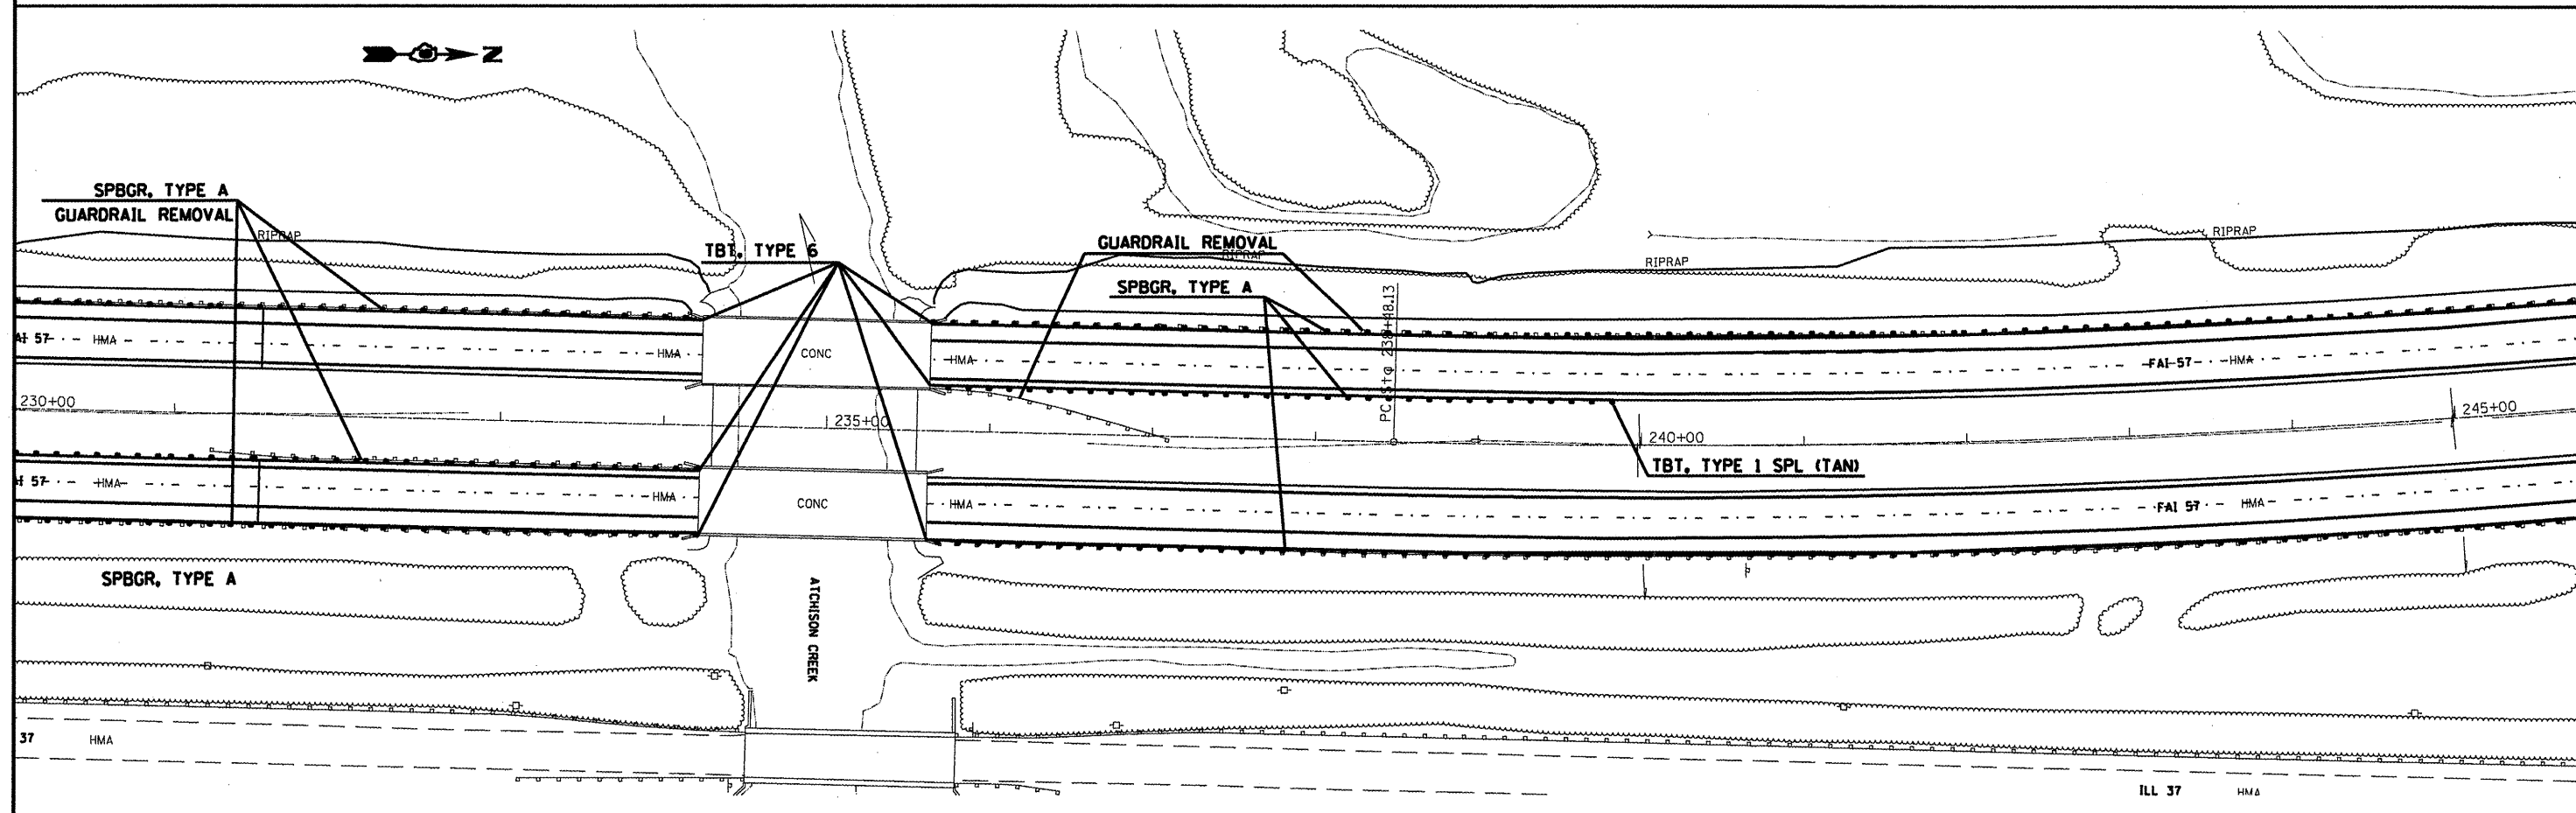 N
SPBGR, TYPE A
GUARDRAIL REMOVAL
RIPRAP
TBT, TYPE 6
GUARDRAIL REMOVAL
RIPRAP
SPBGR, TYPE A
RIPRAP
RIPRAP
57 HMA
HMA
CONC
HMA
FAI 57 HMA
230+00
235+00
240+00
245+00
TBT, TYPE 1 SPL (TAN)
57 HMA
HMA
CONC
HMA
FAI 57 HMA
SPBGR, TYPE A
ATCHISON CREEK
37 HMA
ILL 37 HMA